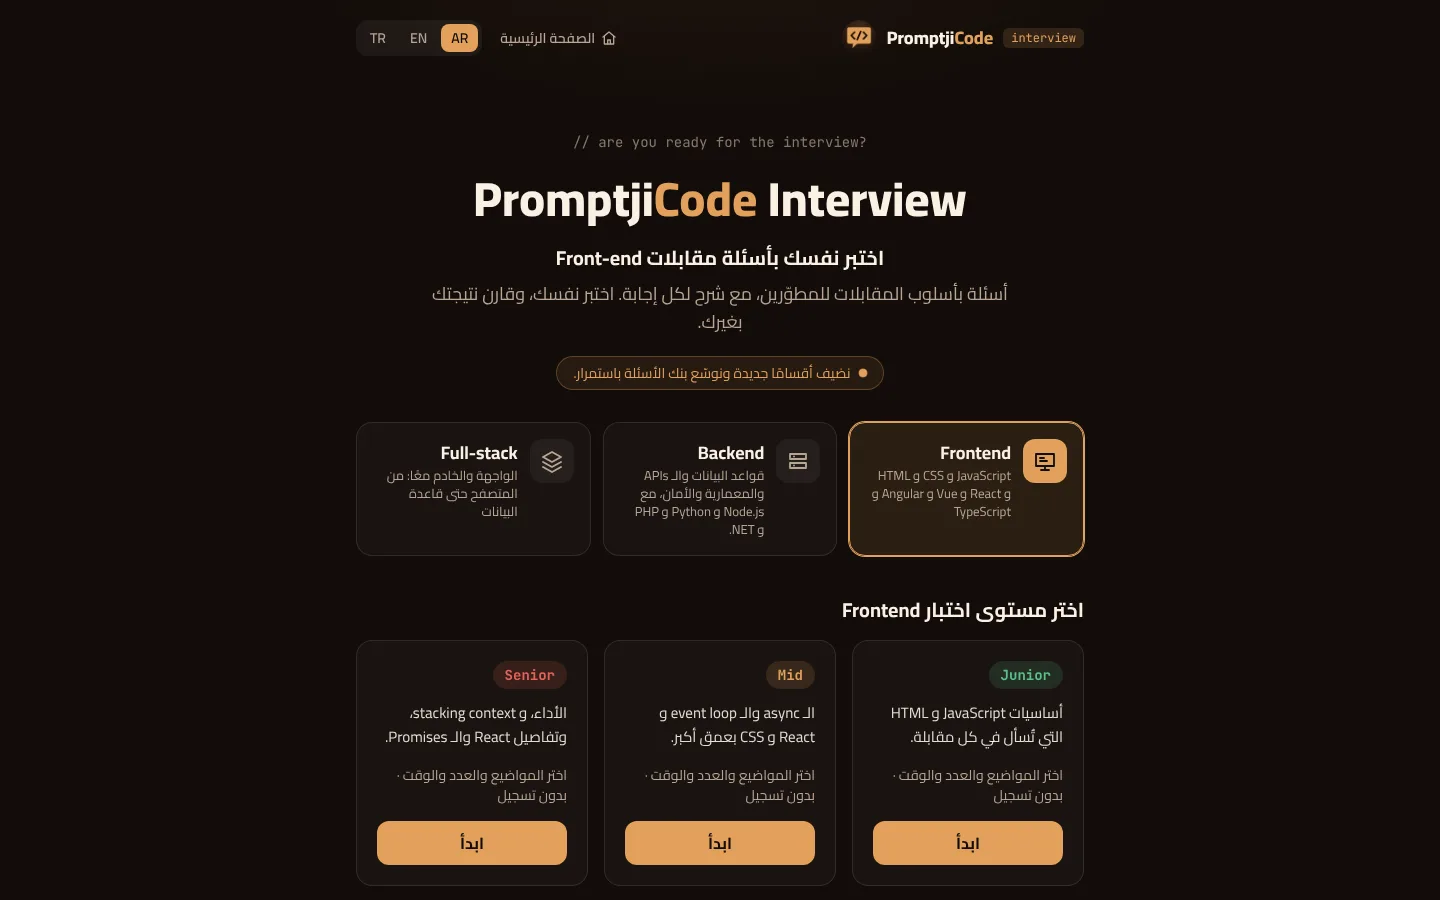 PromptjiCode interview
الصفحة الرئيسية
AR EN TR
// are you ready for the interview?
PromptjiCode Interview
اختبر نفسك بأسئلة مقابلات Front-end
أسئلة بأسلوب المقابلات للمطوّرين، مع شرح لكل إجابة. اختبر نفسك، وقارن نتيجتك
بغيرك.
نضيف أقسامًا جديدة ونوسّع بنك الأسئلة باستمرار.
Frontend
HTML و CSS و JavaScript
و React و Vue و Angular و
TypeScript
Backend
قواعد البيانات والـ APIs
والمعمارية والأمان، مع
Node.js و Python و PHP
و NET.
Full-stack
الواجهة والخادم معًا: من
المتصفح حتى قاعدة
البيانات
اختر مستوى اختبار Frontend
Junior
أساسيات JavaScript و HTML
التي تُسأل في كل مقابلة.
اختر المواضيع والعدد والوقت ·
بدون تسجيل
ابدأ
Mid
الـ async والـ event loop و
React و CSS بعمق أكبر.
اختر المواضيع والعدد والوقت ·
بدون تسجيل
ابدأ
Senior
الأداء، و stacking context،
وتفاصيل React والـ Promises.
اختر المواضيع والعدد والوقت ·
بدون تسجيل
ابدأ